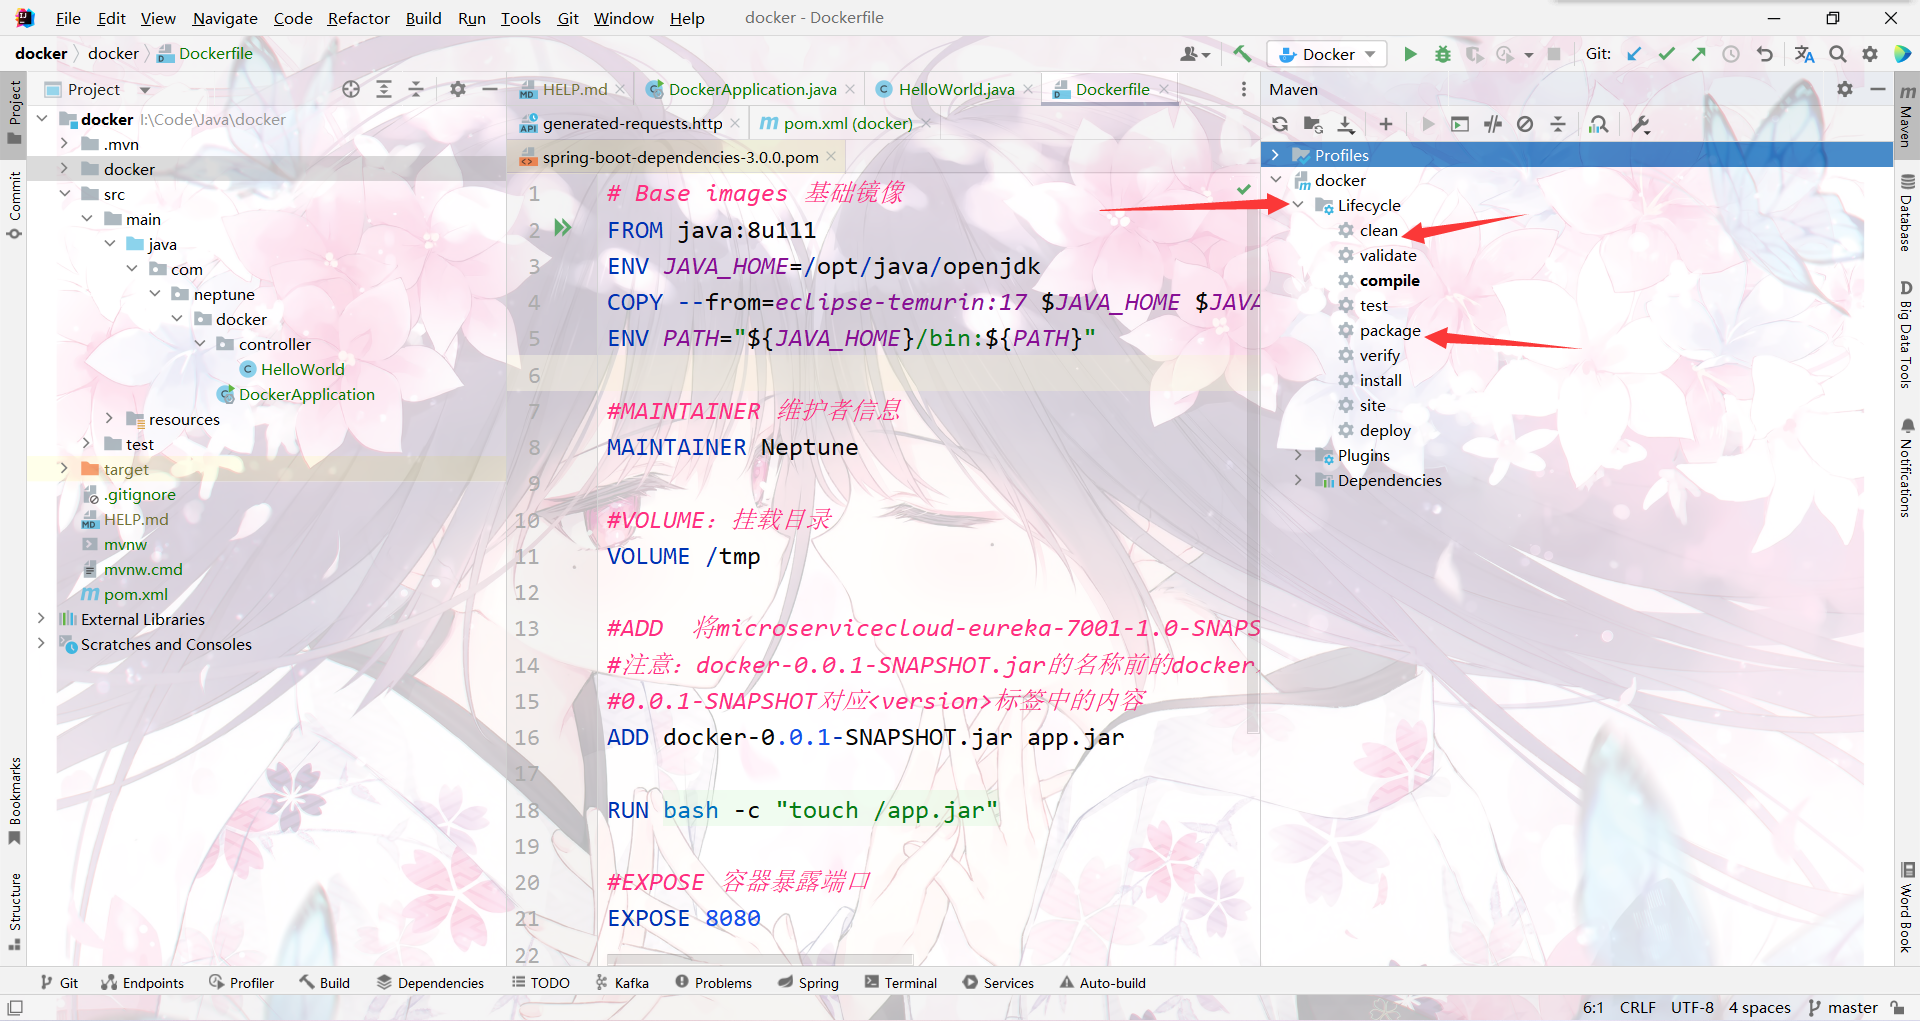 File Edit View Navigate Code Refactor Build Run Tools Git Window Help docker - Dockerfile
docker docker Dockerfile Docker Git:
Project
HELP.md DockerApplication.java HelloWorld.java Dockerfile
generated-requests.http pom.xml (docker)
spring-boot-dependencies-3.0.0.pom
Project
Commit
Bookmarks
Structure
docker I:\Code\Java\docker
.mvn
docker
src
main
java
com
neptune
docker
controller
HelloWorld
DockerApplication
resources
test
target
.gitignore
HELP.md
mvnw
mvnw.cmd
pom.xml
External Libraries
Scratches and Consoles
1 # Base images 基础镜像
2 FROM java:8u111
3 ENV JAVA_HOME=/opt/java/openjdk
4 COPY --from=eclipse-temurin:17 $JAVA_HOME $JAVA
5 ENV PATH="${JAVA_HOME}/bin:${PATH}"
6
7 #MAINTAINER 维护者信息
8 MAINTAINER Neptune
9
10 #VOLUME: 挂载目录
11 VOLUME /tmp
12
13 #ADD 将microservicecloud-eureka-7001-1.0-SNAPS
14 #注意: docker-0.0.1-SNAPSHOT.jar的名称前的docker
15 #0.0.1-SNAPSHOT对应<version>标签中的内容
16 ADD docker-0.0.1-SNAPSHOT.jar app.jar
17
18 RUN bash -c "touch /app.jar"
19
20 #EXPOSE 容器暴露端口
21 EXPOSE 8080
22
Maven
Profiles
docker
Lifecycle
clean
validate
compile
test
package
verify
install
site
deploy
Plugins
Dependencies
Maven
Database
Big Data Tools
Notifications
Word Book
Git Endpoints Profiler Build Dependencies TODO Kafka Problems Spring Terminal Services Auto-build
6:1 CRLF UTF-8 4 spaces master